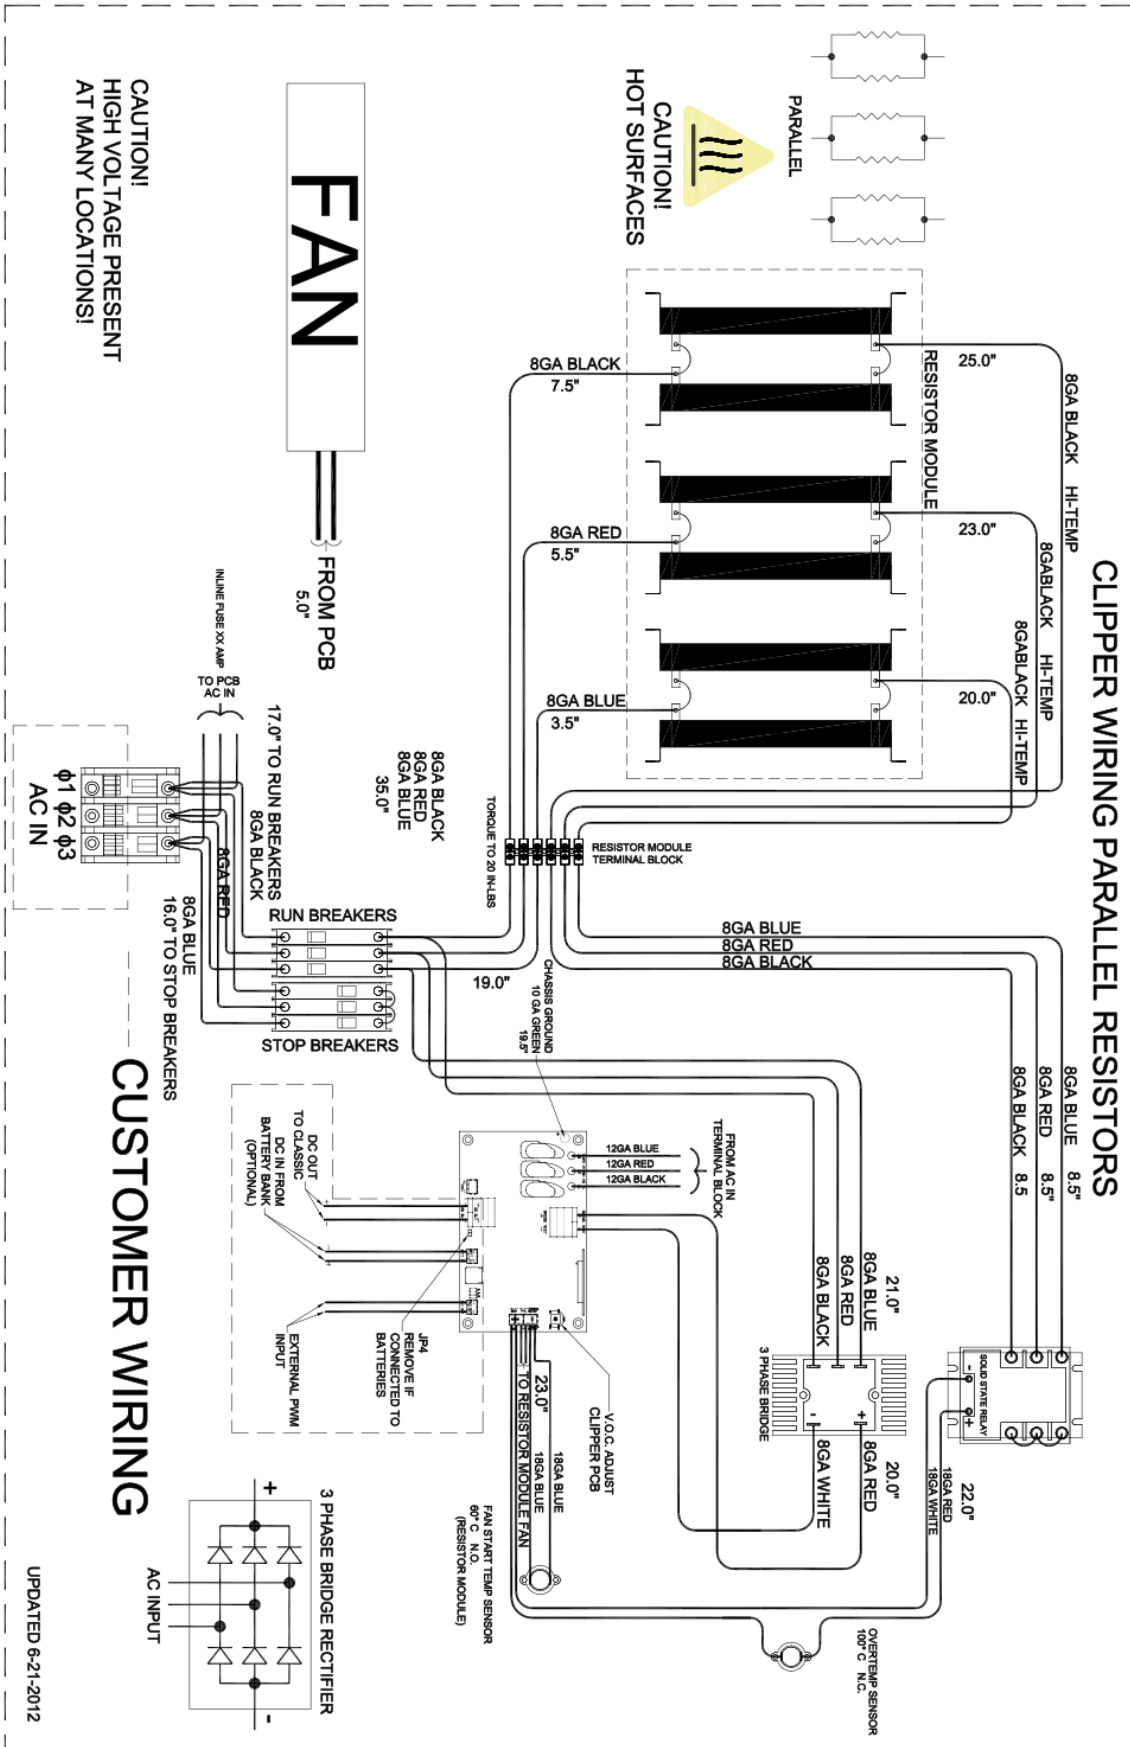 CLIPPER WIRING PARALLEL RESISTORS
PARALLEL
CAUTION!
HOT SURFACES
CAUTION!
HIGH VOLTAGE PRESENT
AT MANY LOCATIONS!
FAN
FROM PCB
5.0"
RESISTOR MODULE
8GA BLACK
7.5"
8GA RED
5.5"
8GA BLUE
3.5"
25.0"
23.0"
20.0"
8GA BLACK HI-TEMP
8GABLACK HI-TEMP
8GABLACK HI-TEMP
RESISTOR MODULE
TERMINAL BLOCK
TORQUE TO 20 IN-LBS
8GA BLACK
8GA RED
8GA BLUE
35.0"
INLINE FUSE XX AMP
TO PCB
AC IN
17.0" TO RUN BREAKERS
8GA BLACK
8GA RED
8GA BLUE
16.0" TO STOP BREAKERS
ϕ1 ϕ2 ϕ3
AC IN
RUN BREAKERS
STOP BREAKERS
19.0"
8GA BLUE
8GA RED
8GA BLACK
CHASSIS GROUND
10 GA GREEN
19.5"
8GA BLUE 8.5"
8GA RED 8.5"
8GA BLACK 8.5
FROM AC IN
TERMINAL BLOCK
12GA BLUE
12GA RED
12GA BLACK
21.0"
8GA BLUE
8GA RED
8GA BLACK
3 PHASE BRIDGE
- +
20.0"
8GA RED
8GA WHITE
SOLID STATE RELAY
- +
22.0"
18GA RED
18GA WHITE
OVERTEMP SENSOR
100° C N.C.
V.O.C. ADJUST
CLIPPER PCB
23.0"
TO RESISTOR MODULE FAN
18GA BLUE
18GA BLUE
FAN START TEMP SENSOR
60° C N.O.
(RESISTOR MODULE)
JP4
REMOVE IF
CONNECTED TO
BATTERIES
DC OUT
TO CLASSIC
DC IN FROM
BATTERY BANK
(OPTIONAL)
EXTERNAL PWM
INPUT
CUSTOMER WIRING
3 PHASE BRIDGE RECTIFIER
+
-
AC INPUT
UPDATED 6-21-2012